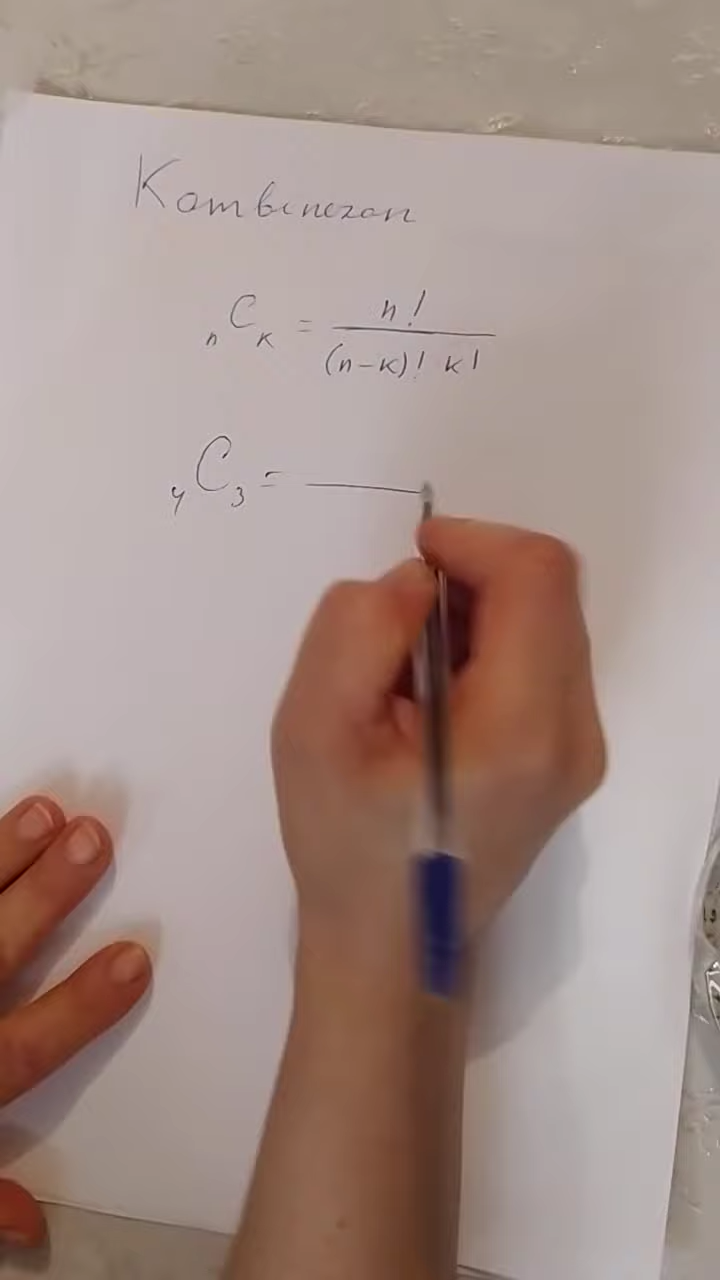 Kombinezon
nCk = n! / (n-k)! k!
4C3 =